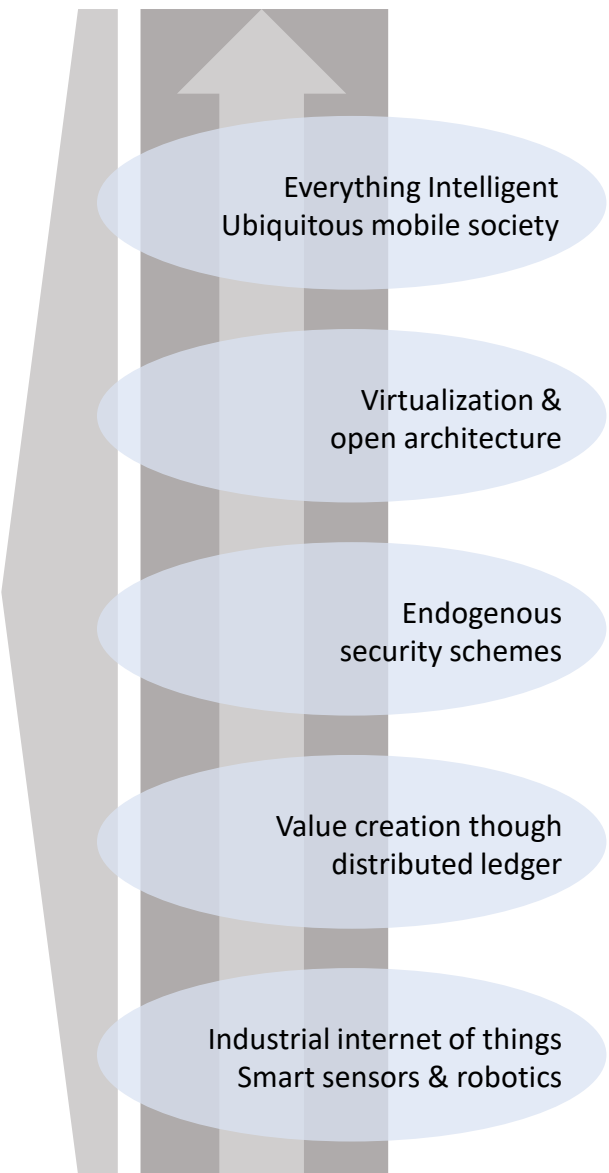 Everything Intelligent
Ubiquitous mobile society
Virtualization &
open architecture
Endogenous
security schemes
Value creation though
distributed ledger
Industrial internet of things
Smart sensors & robotics